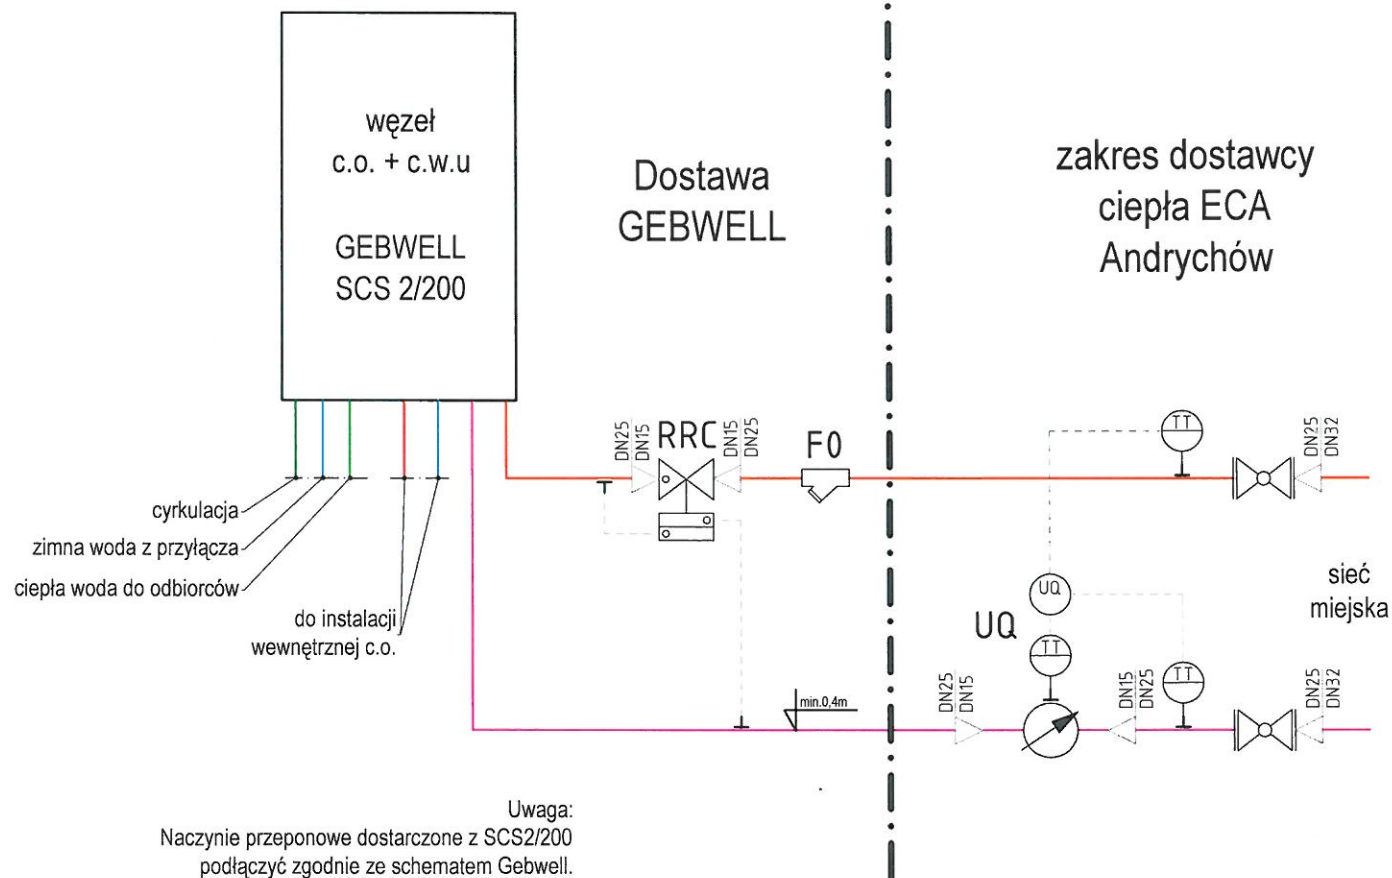 węzeł
c.o. + c.w.u
GEBWELL
SCS 2/200
Dostawa
GEBWELL
zakres dostawcy
ciepła ECA
Andrychów
DN25
DN15
RRC
DN15
DN25
F0
TT
DN25
DN32
cyrkulacja
zimna woda z przyłącza
ciepła woda do odbiorców
do instalacji
wewnętrznej c.o.
UQ
UQ
TT
sieć
miejska
min.0,4m
DN25
DN15
DN15
DN25
TT
DN25
DN32
Uwaga:
Naczynie przeponowe dostarczone z SCS2/200
podłączyć zgodnie ze schematem Gebwell.